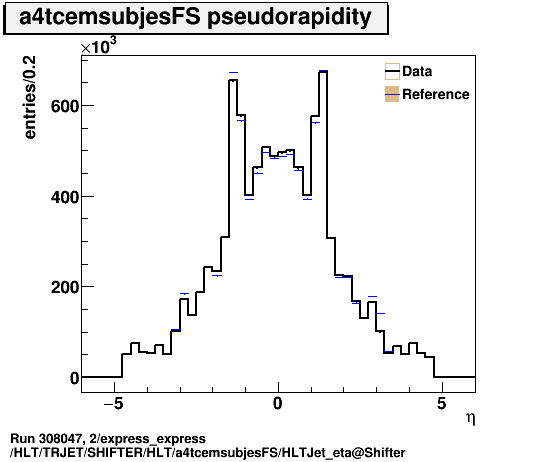 a4tcemsubjesFS pseudorapidity
×10³
entries/0.2
Data
Reference
600
400
200
0
−5 0 5
η
Run 308047, 2/express_express
/HLT/TRJET/SHIFTER/HLT/a4tcemsubjesFS/HLTJet_eta@Shifter